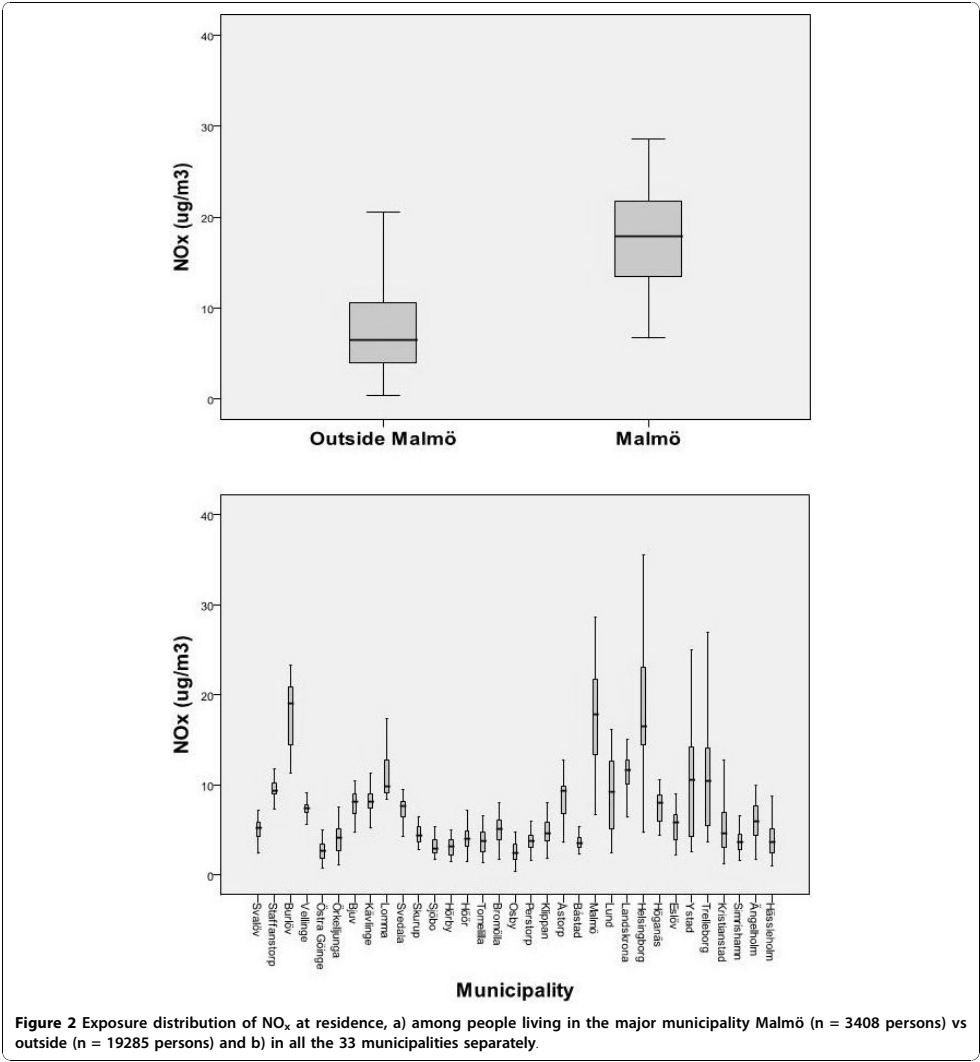 40
30
20
10
0
NOx (ug/m3)
Outside Malmö
Malmö
40
30
20
10
0
NOx (ug/m3)
Svalöv
Staffanstorp
Burlöv
Vellinge
Östra Göinge
Örkelljunga
Bjuv
Kävlinge
Lomma
Svedala
Skurup
Sjöbo
Hörby
Höör
Tomelilla
Bromölla
Osby
Perstorp
Klippan
Åstorp
Båstad
Malmö
Lund
Landskrona
Helsingborg
Höganäs
Eslöv
Ystad
Trelleborg
Kristianstad
Simrishamn
Ängelholm
Hässleholm
Municipality
Figure 2 Exposure distribution of NOx at residence, a) among people living in the major municipality Malmö (n = 3408 persons) vs
outside (n = 19285 persons) and b) in all the 33 municipalities separately.